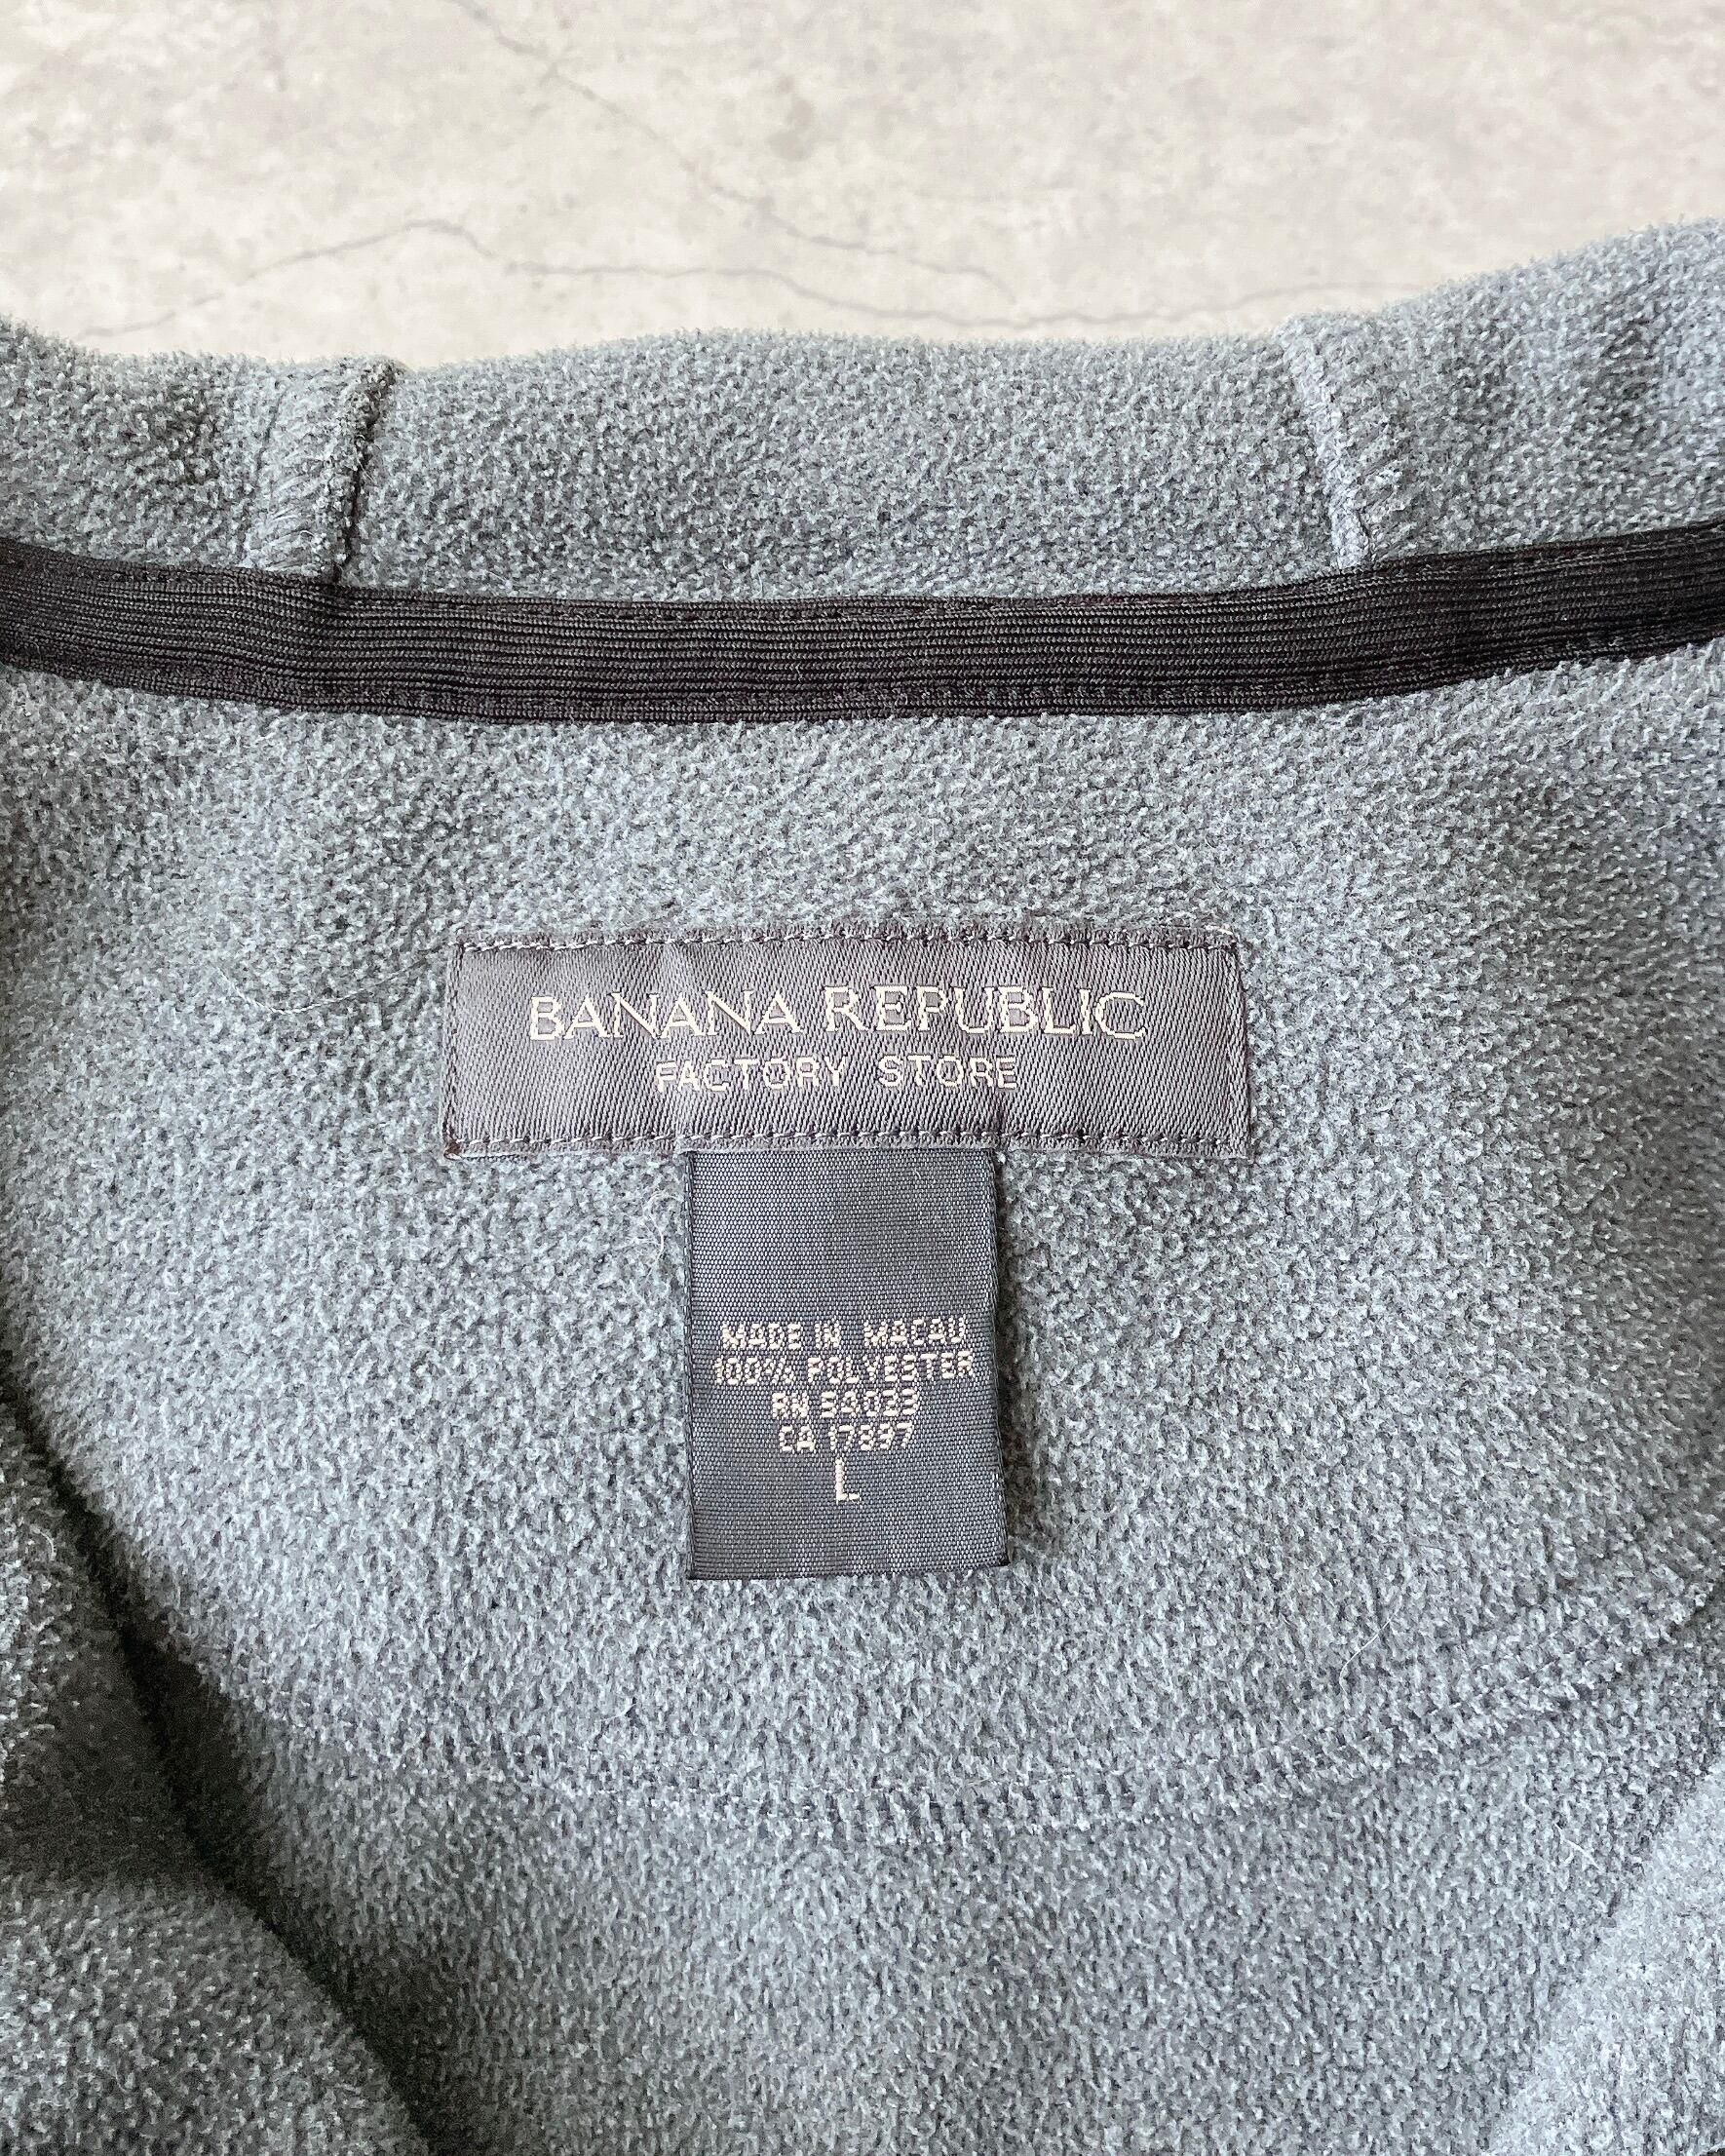 BANANA REPUBLIC
FACTORY STORE
MADE IN MACAU
100% POLYESTER
RN 54023
CA 17897
L